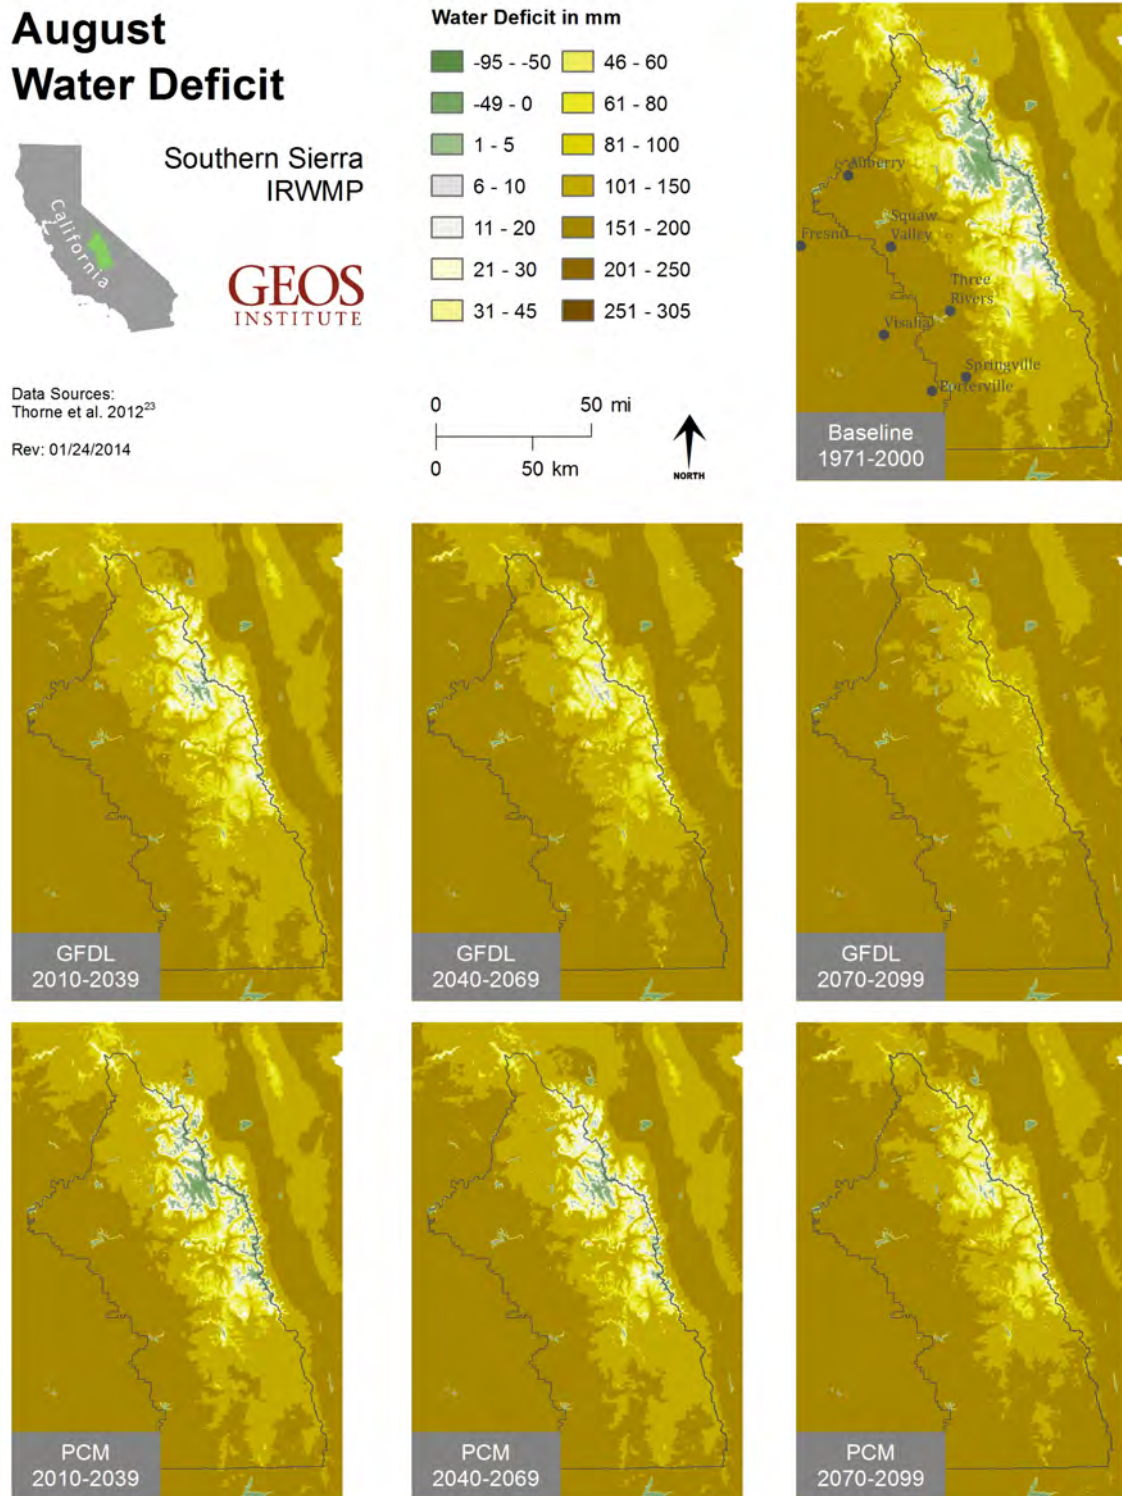 August
Water Deficit
Southern Sierra
IRWMP
California
GEOS
INSTITUTE
Data Sources:
Thorne et al. 2012²³
Rev: 01/24/2014
Water Deficit in mm
-95 - -50
-49 - 0
1 - 5
6 - 10
11 - 20
21 - 30
31 - 45
46 - 60
61 - 80
81 - 100
101 - 150
151 - 200
201 - 250
251 - 305
0 50 mi
0 50 km
NORTH
Auberry
Squaw
Valley
Fresno
Three
Rivers
Visalia
Springville
Porterville
Baseline
1971-2000
GFDL
2010-2039
GFDL
2040-2069
GFDL
2070-2099
PCM
2010-2039
PCM
2040-2069
PCM
2070-2099